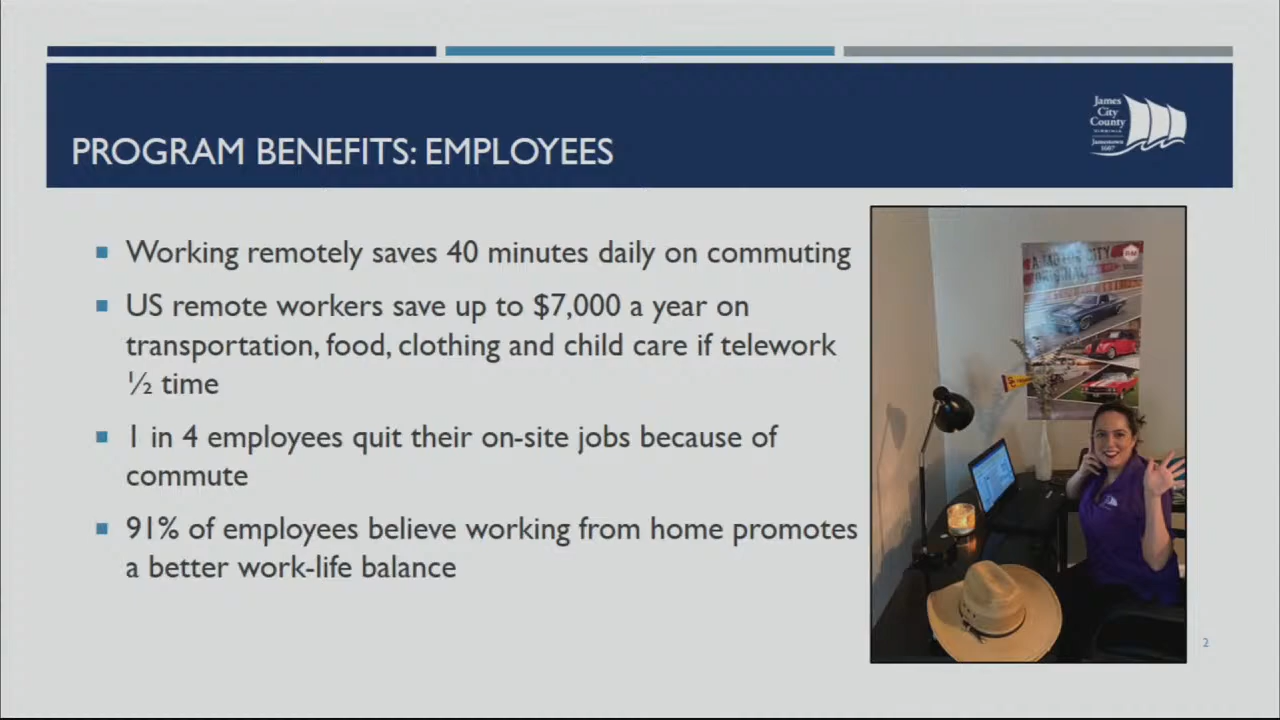 James
City
County
VIRGINIA
Jamestown
1607
PROGRAM BENEFITS: EMPLOYEES
▪ Working remotely saves 40 minutes daily on commuting
▪ US remote workers save up to $7,000 a year on
transportation, food, clothing and child care if telework
½ time
▪ 1 in 4 employees quit their on-site jobs because of
commute
▪ 91% of employees believe working from home promotes
a better work-life balance
2